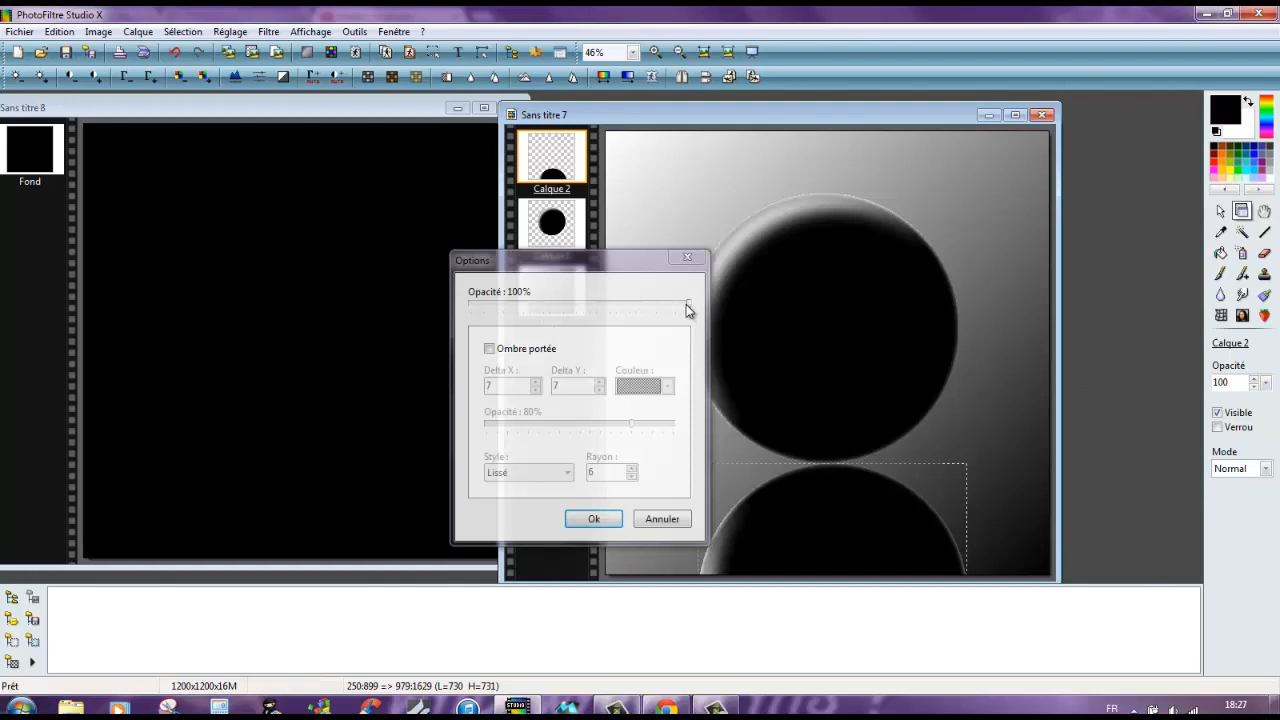 PhotoFiltre Studio X
Fichier Edition Image Calque Sélection Réglage Filtre Affichage Outils Fenêtre ?
46%
Sans titre 8
Sans titre 7
Fond
Calque 2
Options
Opacité : 100%
Ombre portée
Delta X : Delta Y : Couleur :
7 7
Opacité : 80%
Style : Rayon :
Lissé 6
Ok Annuler
Calque 2
Opacité
100
Visible
Verrou
Mode
Normal
Prêt 1200x1200x16M 250:899 => 979:1629 (L=730 H=731)
STUDIO
FR 18:27